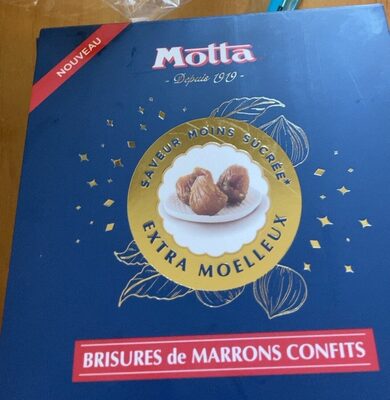 NOUVEAU
Motta
- Depuis 1919 -
SAVEUR MOINS SUCRÉE*
EXTRA MOELLEUX
BRISURES de MARRONS CONFITS